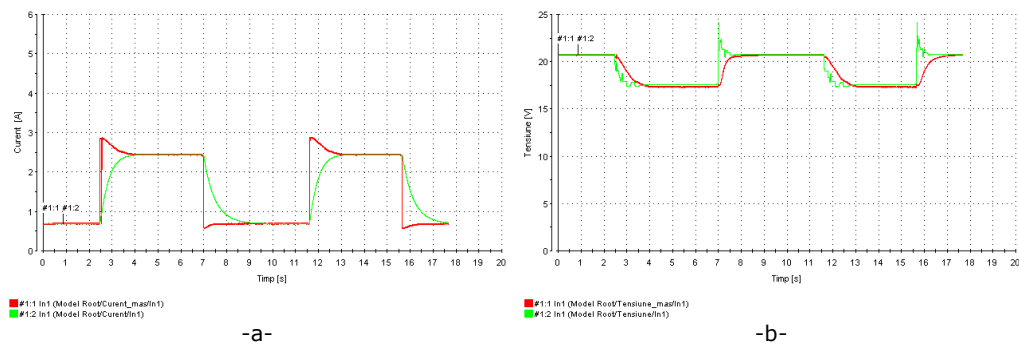 6
5
4
3
2
1
0
Curent [A]
#1:1 #1:2
0 1 2 3 4 5 6 7 8 9 10 11 12 13 14 15 16 17 18 19 20
Timp [s]
#1:1 In1 (Model Root/Curent_mas/In1)
#1:2 In1 (Model Root/Curent/In1)
-a-
25
20
15
10
5
0
Tensiune [V]
#1:1 #1:2
0 1 2 3 4 5 6 7 8 9 10 11 12 13 14 15 16 17 18 19 20
Timp [s]
#1:1 In1 (Model Root/Tensiune_mas/In1)
#1:2 In1 (Model Root/Tensiune/In1)
-b-